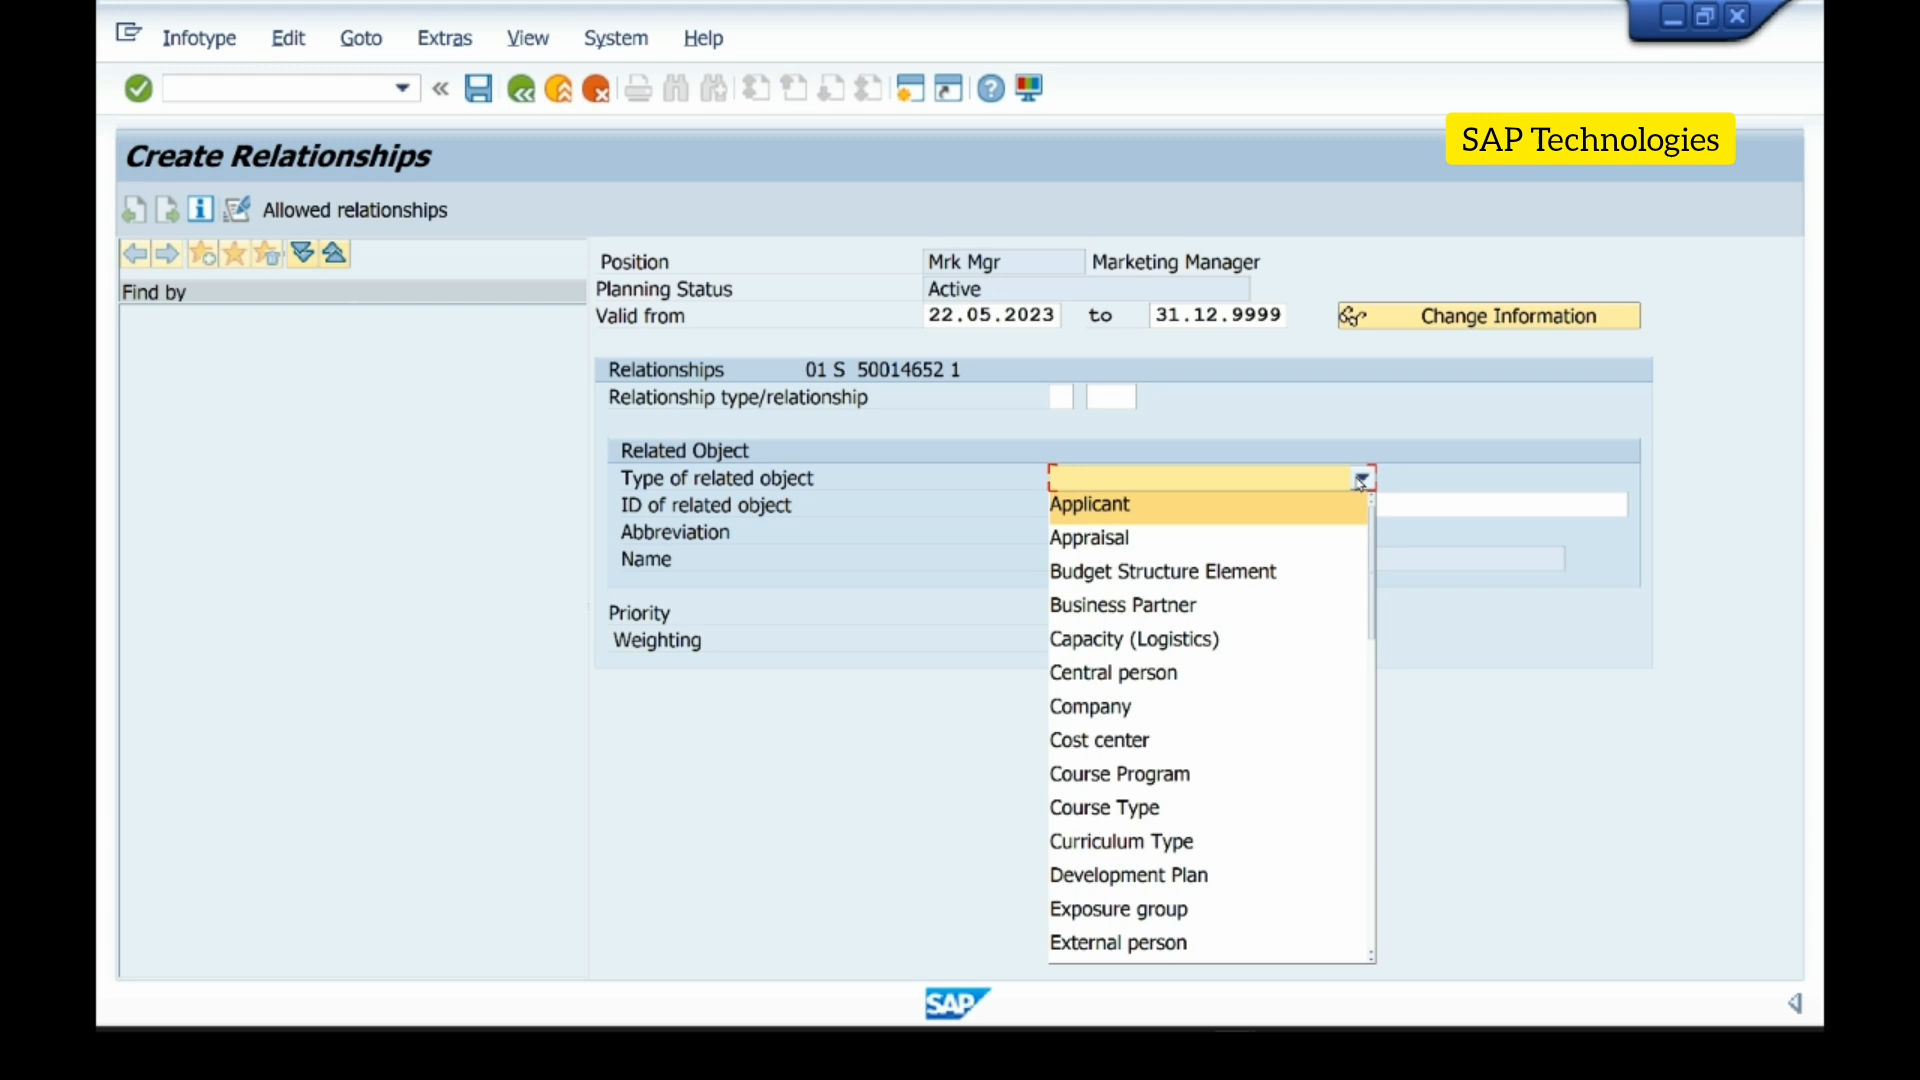 Infotype Edit Goto Extras View System Help
SAP Technologies
Create Relationships
Allowed relationships
Find by
Position Mrk Mgr Marketing Manager
Planning Status Active
Valid from 22.05.2023 to 31.12.9999 Change Information
Relationships 01 S 50014652 1
Relationship type/relationship
Related Object
Type of related object
ID of related object
Abbreviation
Name
Priority
Weighting
Applicant
Appraisal
Budget Structure Element
Business Partner
Capacity (Logistics)
Central person
Company
Cost center
Course Program
Course Type
Curriculum Type
Development Plan
Exposure group
External person
SAP